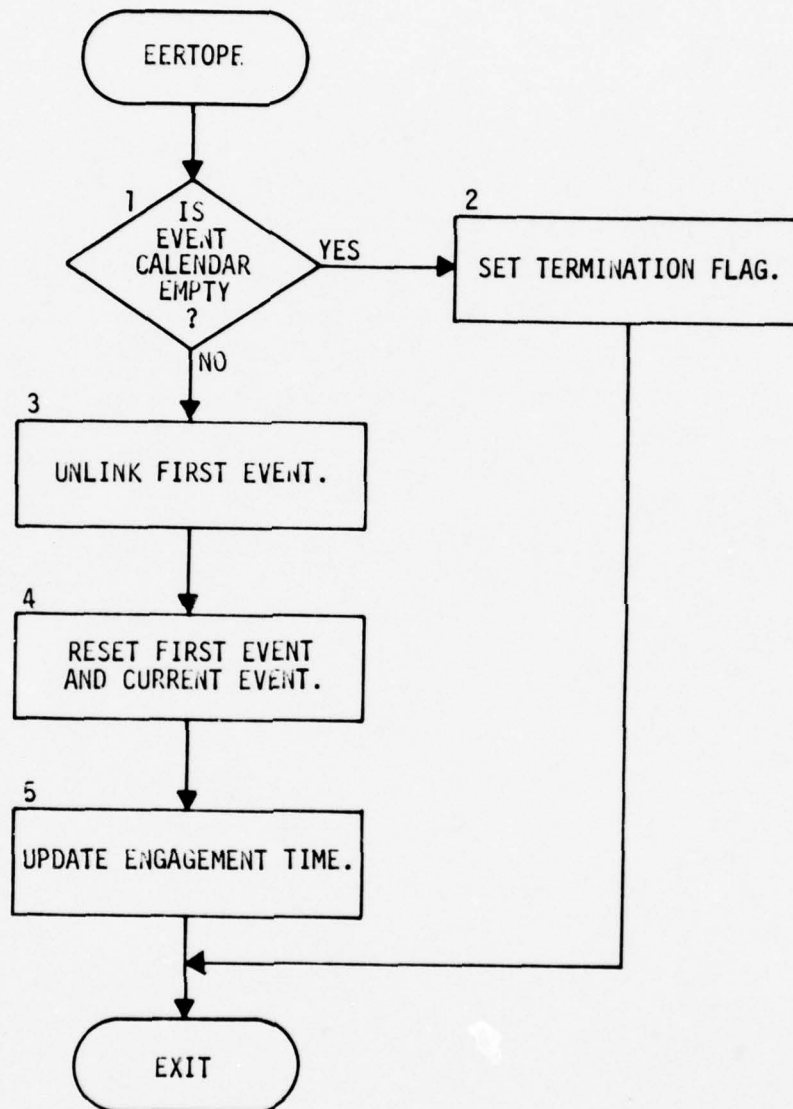 EERTOPE
1
IS
EVENT
CALENDAR
EMPTY
?
YES
2
SET TERMINATION FLAG.
NO
3
UNLINK FIRST EVENT.
4
RESET FIRST EVENT
AND CURRENT EVENT.
5
UPDATE ENGAGEMENT TIME.
EXIT